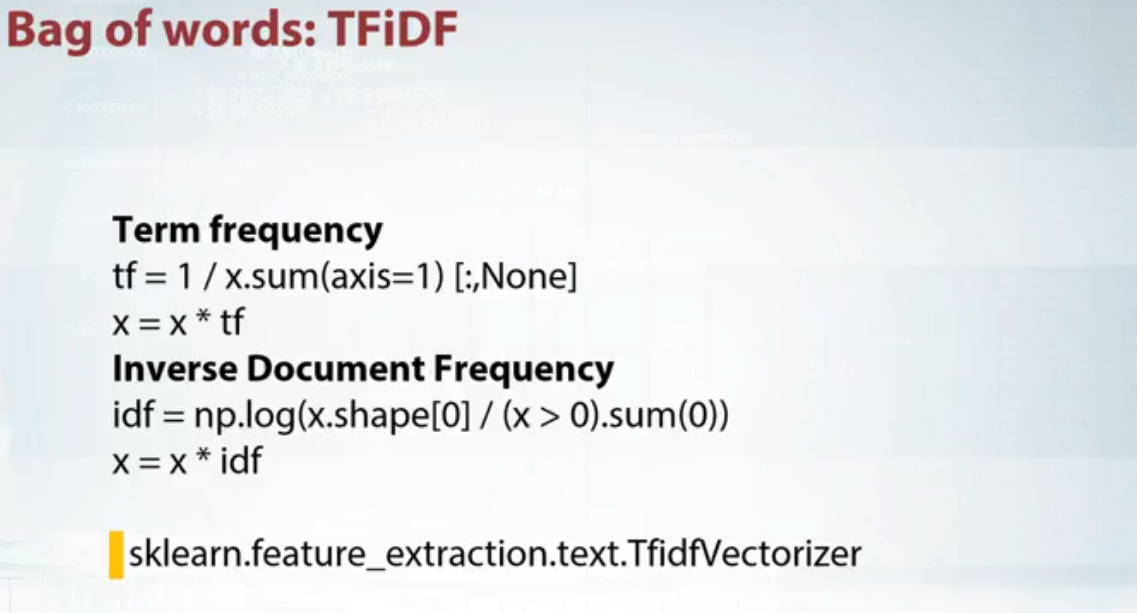 Bag of words: TFiDF
Term frequency
tf = 1 / x.sum(axis=1) [:,None]
x = x * tf
Inverse Document Frequency
idf = np.log(x.shape[0] / (x > 0).sum(0))
x = x * idf
sklearn.feature_extraction.text.TfidfVectorizer